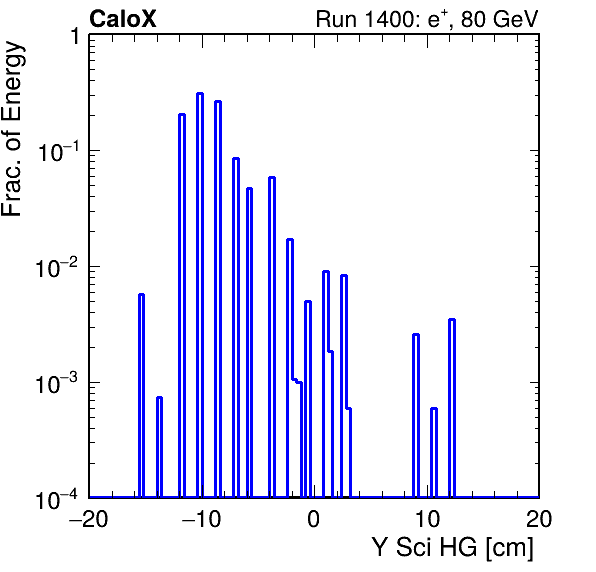 CaloX Run 1400: e⁺, 80 GeV
Frac. of Energy
1
10⁻¹
10⁻²
10⁻³
10⁻⁴
−20 −10 0 10 20
Y Sci HG [cm]